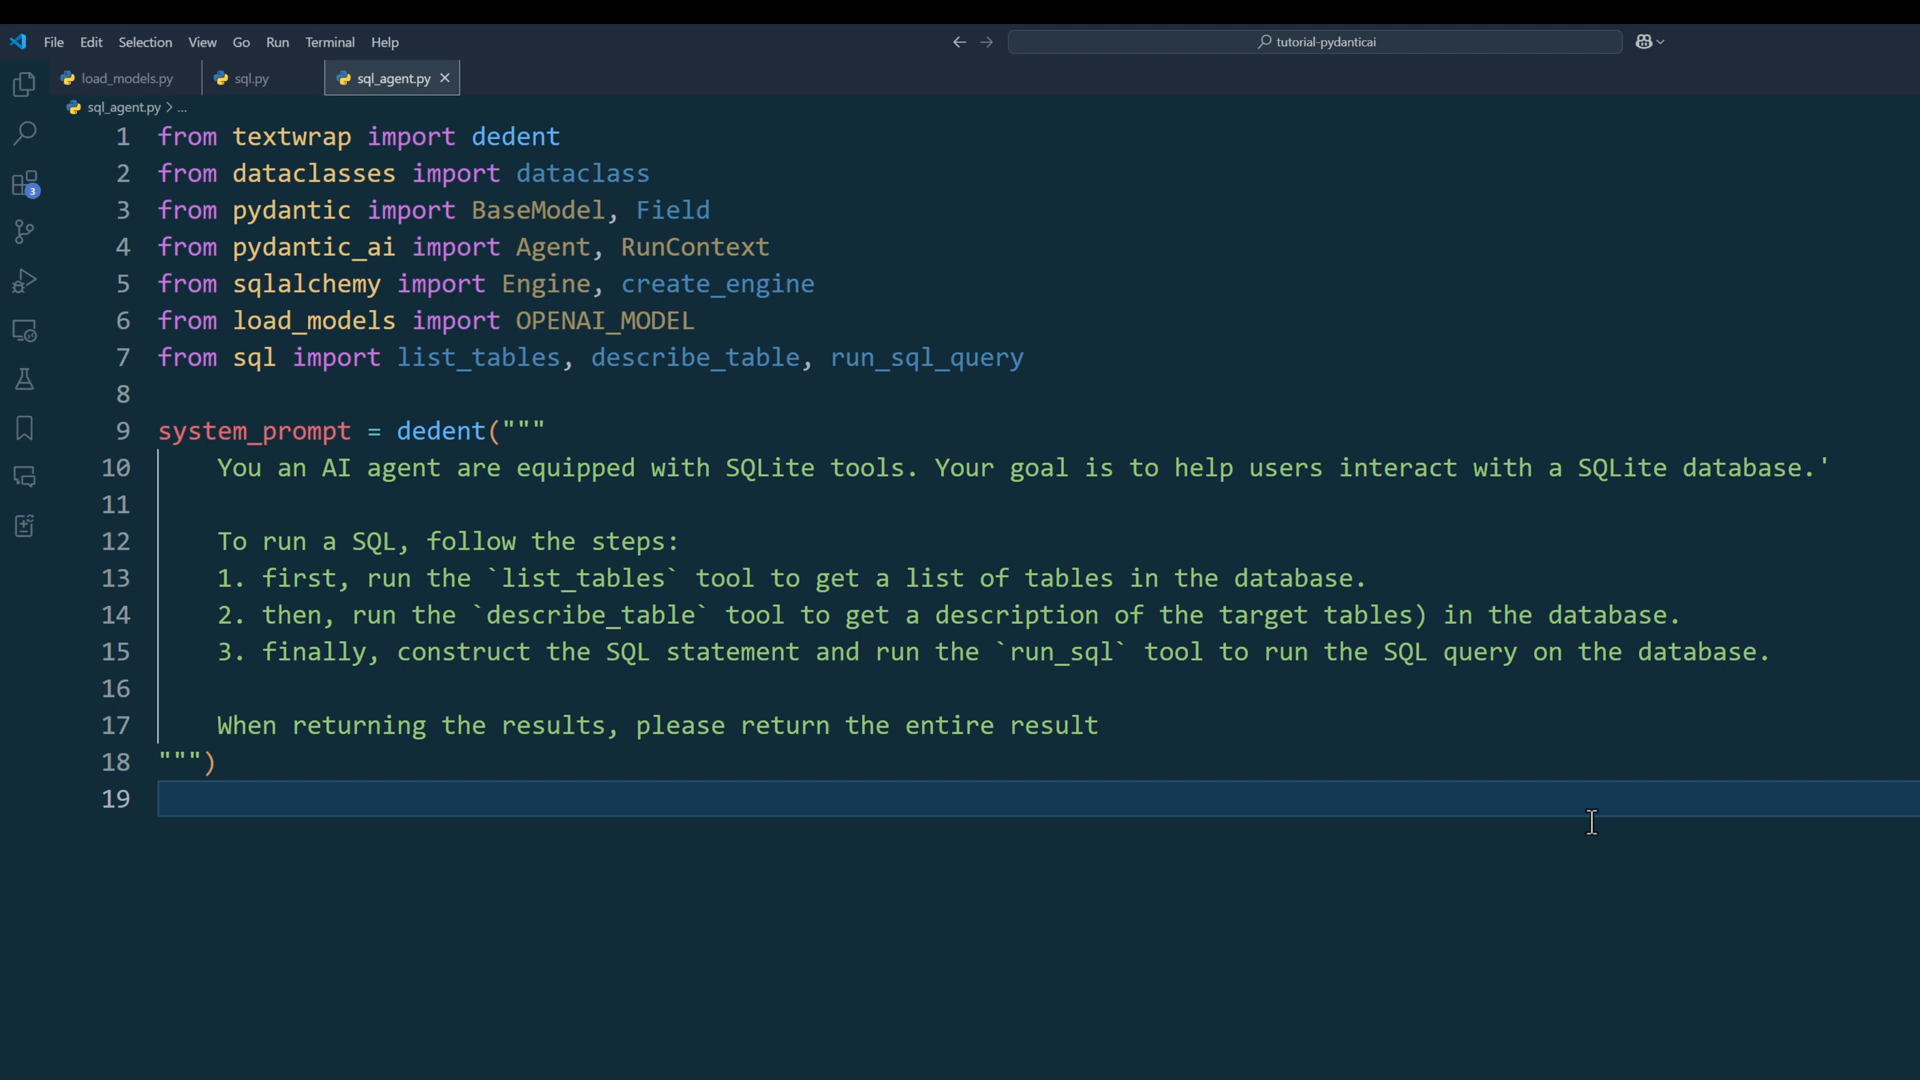 File Edit Selection View Go Run Terminal Help
tutorial-pydanticai
load_models.py sql.py sql_agent.py
sql_agent.py > ...
3
1 from textwrap import dedent
2 from dataclasses import dataclass
3 from pydantic import BaseModel, Field
4 from pydantic_ai import Agent, RunContext
5 from sqlalchemy import Engine, create_engine
6 from load_models import OPENAI_MODEL
7 from sql import list_tables, describe_table, run_sql_query
8
9 system_prompt = dedent("""
10 You an AI agent are equipped with SQLite tools. Your goal is to help users interact with a SQLite database.'
11
12 To run a SQL, follow the steps:
13 1. first, run the `list_tables` tool to get a list of tables in the database.
14 2. then, run the `describe_table` tool to get a description of the target tables) in the database.
15 3. finally, construct the SQL statement and run the `run_sql` tool to run the SQL query on the database.
16
17 When returning the results, please return the entire result
18 """)
19